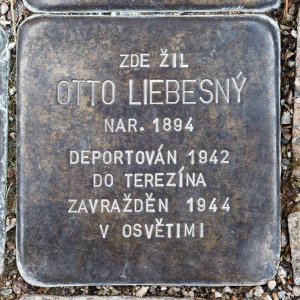 ZDE ŽIL
OTTO LIEBESNÝ
NAR. 1894
DEPORTOVÁN 1942
DO TEREZÍNA
ZAVRAŽDĚN 1944
V OSVĚTIMI